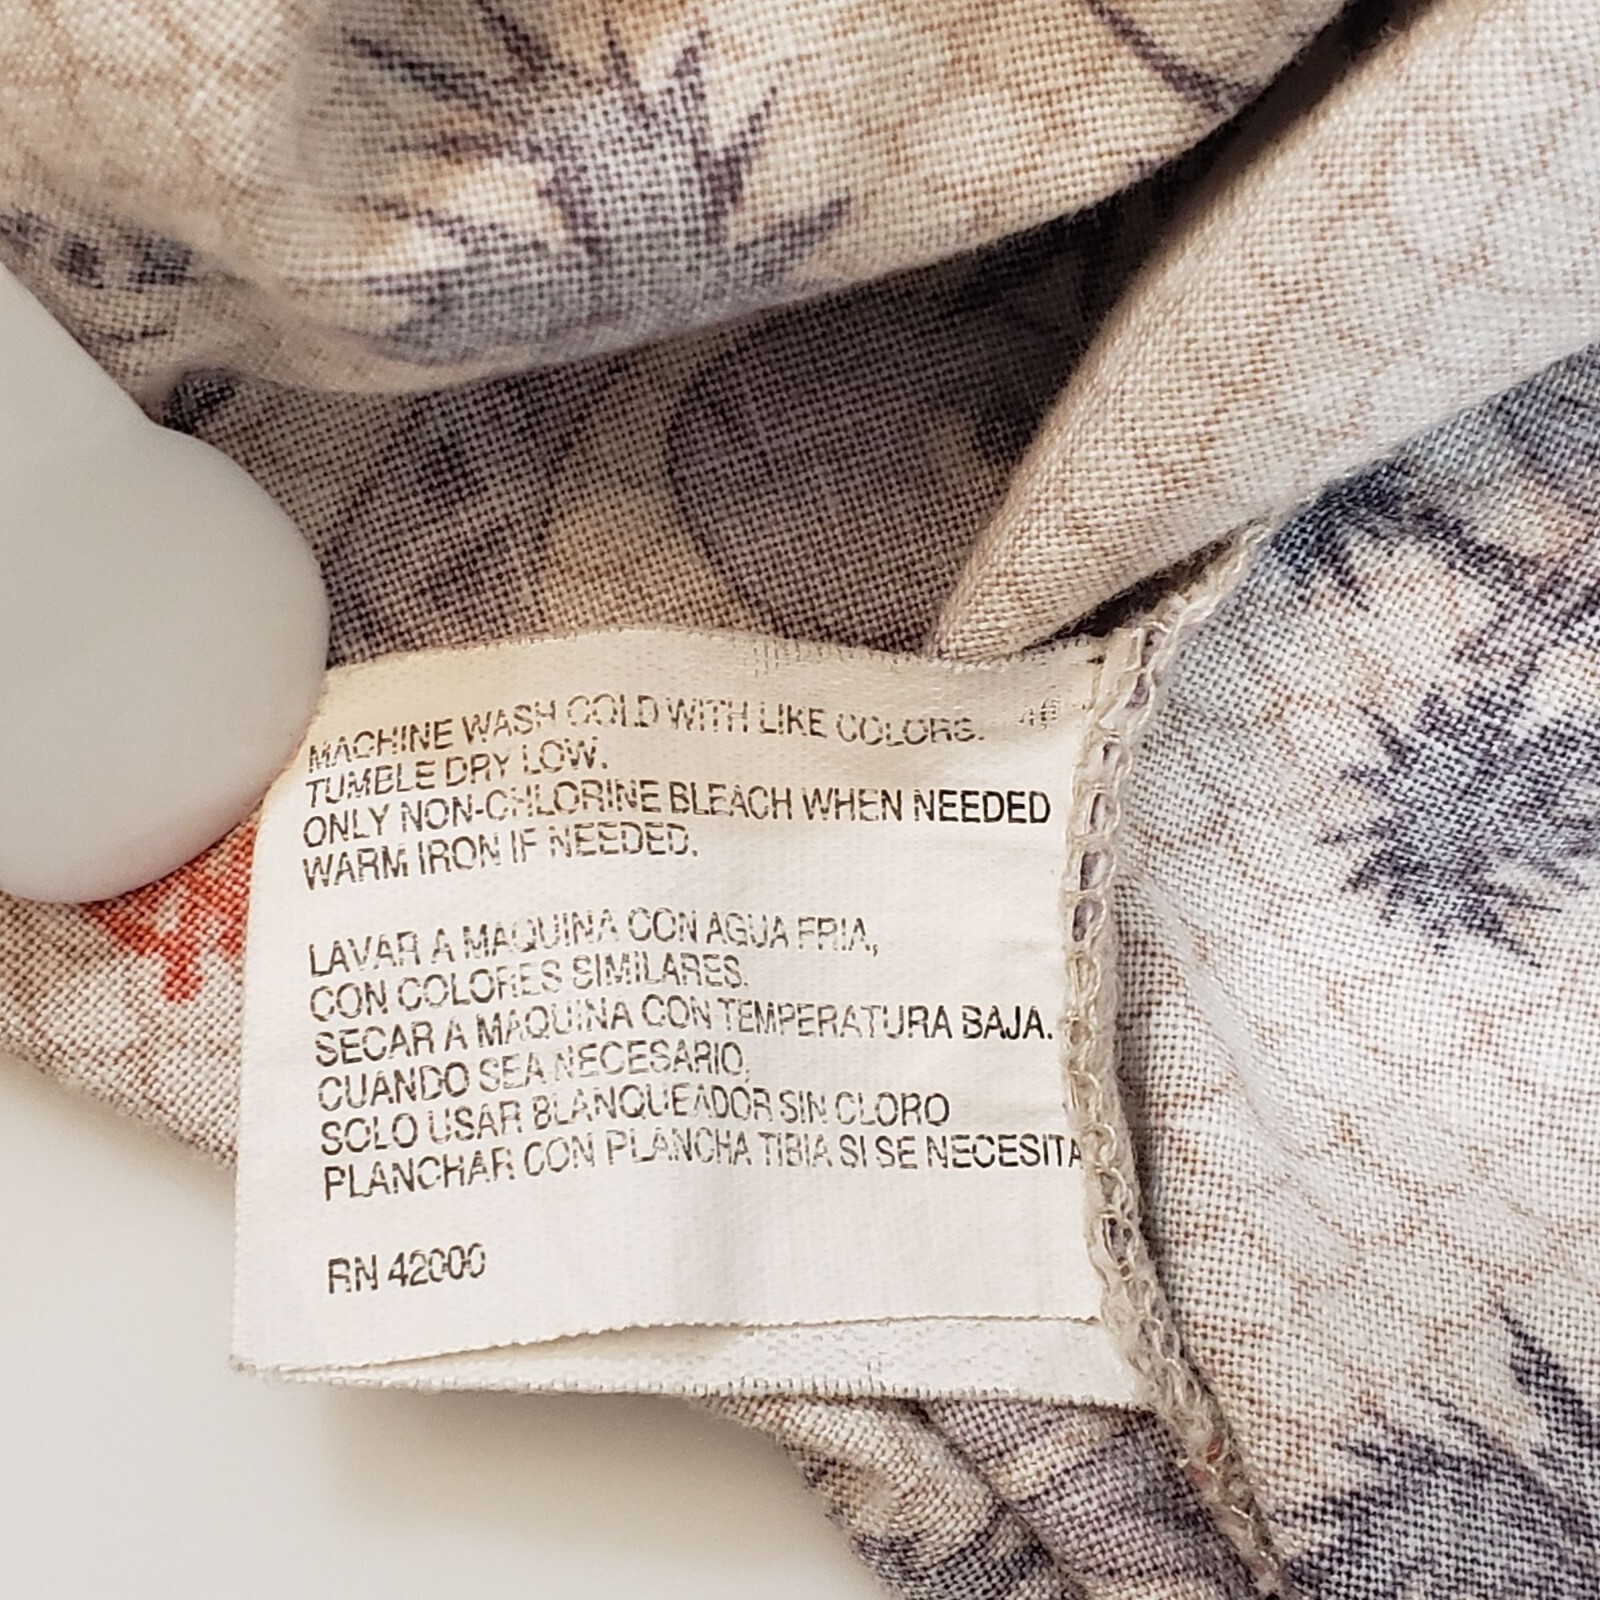 MACHINE WASH COLD WITH LIKE COLORS.
TUMBLE DRY LOW.
ONLY NON-CHLORINE BLEACH WHEN NEEDED
WARM IRON IF NEEDED.
LAVAR A MAQUINA CON AGUA FRIA,
CON COLORES SIMILARES.
SECAR A MAQUINA CON TEMPERATURA BAJA.
CUANDO SEA NECESARIO,
SOLO USAR BLANQUEADOR SIN CLORO
PLANCHAR CON PLANCHA TIBIA SI SE NECESITA
RN 42000